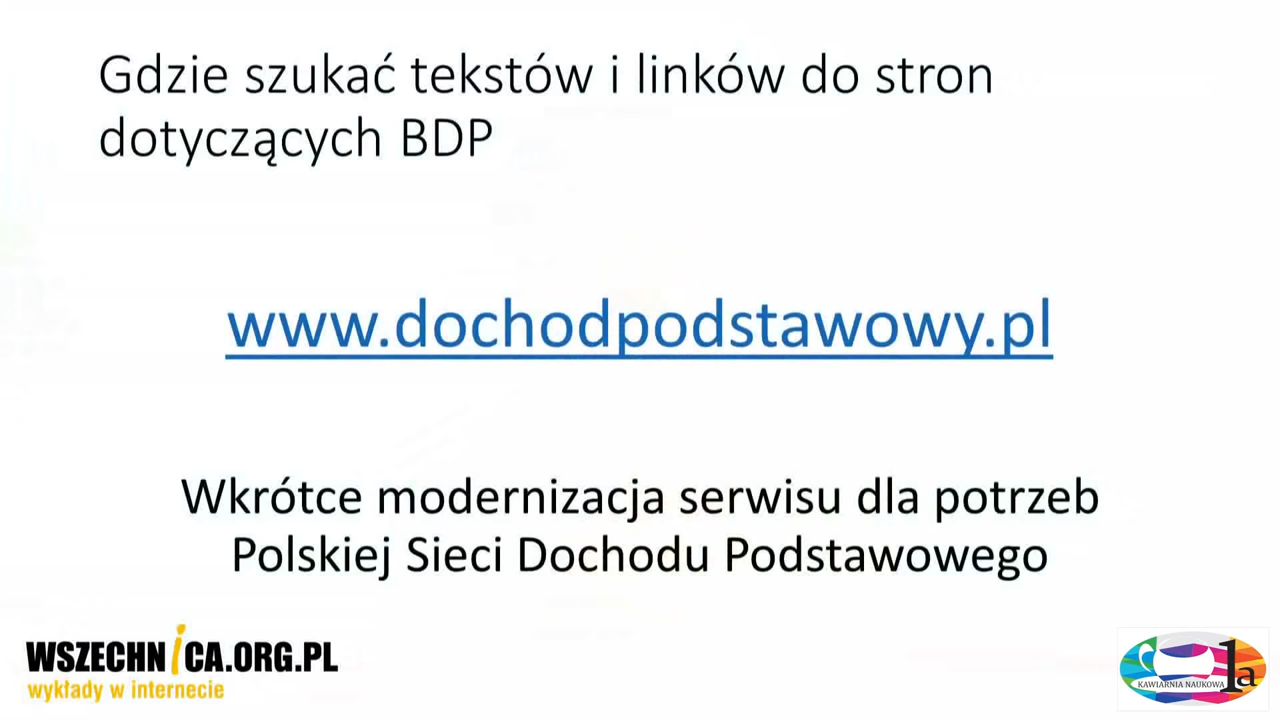 Gdzie szukać tekstów i linków do stron
dotyczących BDP
www.dochodpodstawowy.pl
Wkrótce modernizacja serwisu dla potrzeb
Polskiej Sieci Dochodu Podstawowego
WSZECHNiCA.ORG.PL
wykłady w internecie
KAWIARNIA NAUKOWA 1a